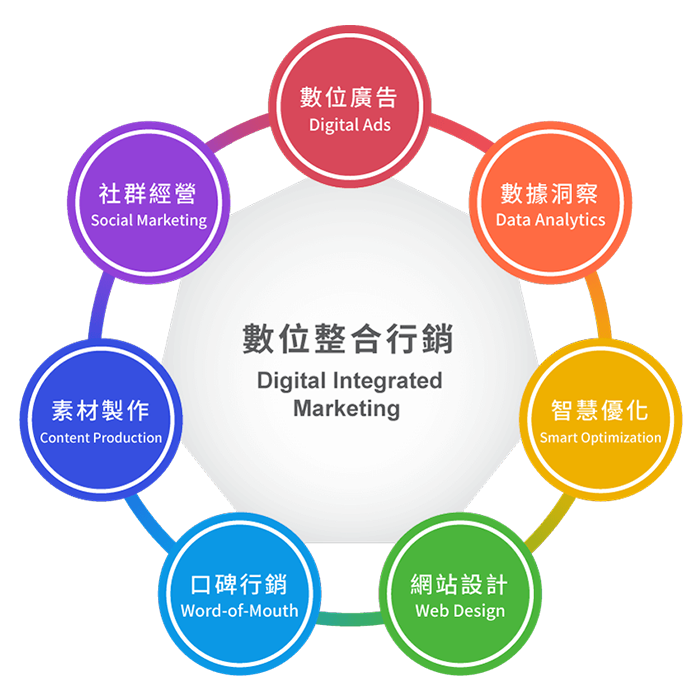 數位廣告
Digital Ads
社群經營
Social Marketing
數據洞察
Data Analytics
數位整合行銷
Digital Integrated
Marketing
素材製作
Content Production
智慧優化
Smart Optimization
口碑行銷
Word-of-Mouth
網站設計
Web Design